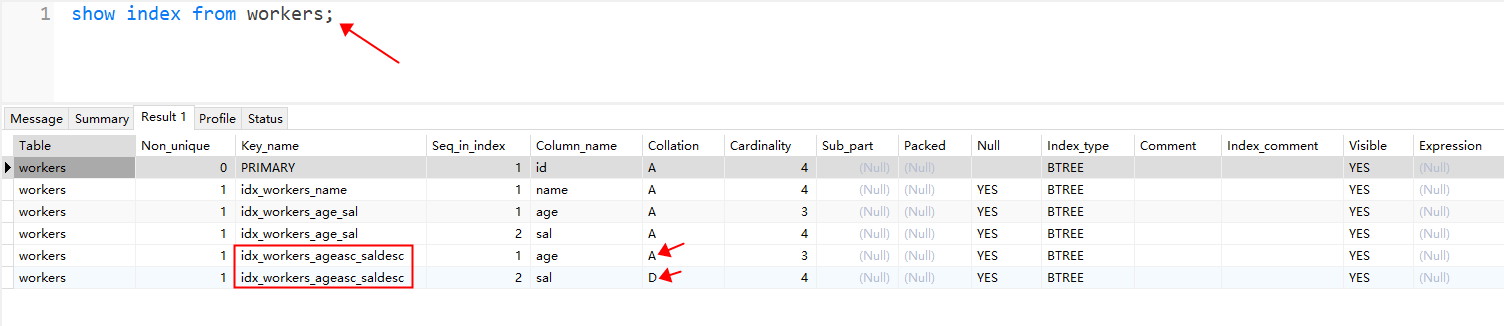 1 show index from workers;
Message Summary Result 1 Profile Status
Table Non_unique Key_name Seq_in_index Column_name Collation Cardinality Sub_part Packed Null Index_type Comment Index_comment Visible Expression
workers 0 PRIMARY 1 id A 4 (Null) (Null) BTREE YES (Null)
workers 1 idx_workers_name 1 name A 4 (Null) (Null) YES BTREE YES (Null)
workers 1 idx_workers_age_sal 1 age A 3 (Null) (Null) YES BTREE YES (Null)
workers 1 idx_workers_age_sal 2 sal A 4 (Null) (Null) YES BTREE YES (Null)
workers 1 idx_workers_ageasc_saldesc 1 age A 3 (Null) (Null) YES BTREE YES (Null)
workers 1 idx_workers_ageasc_saldesc 2 sal D 4 (Null) (Null) YES BTREE YES (Null)